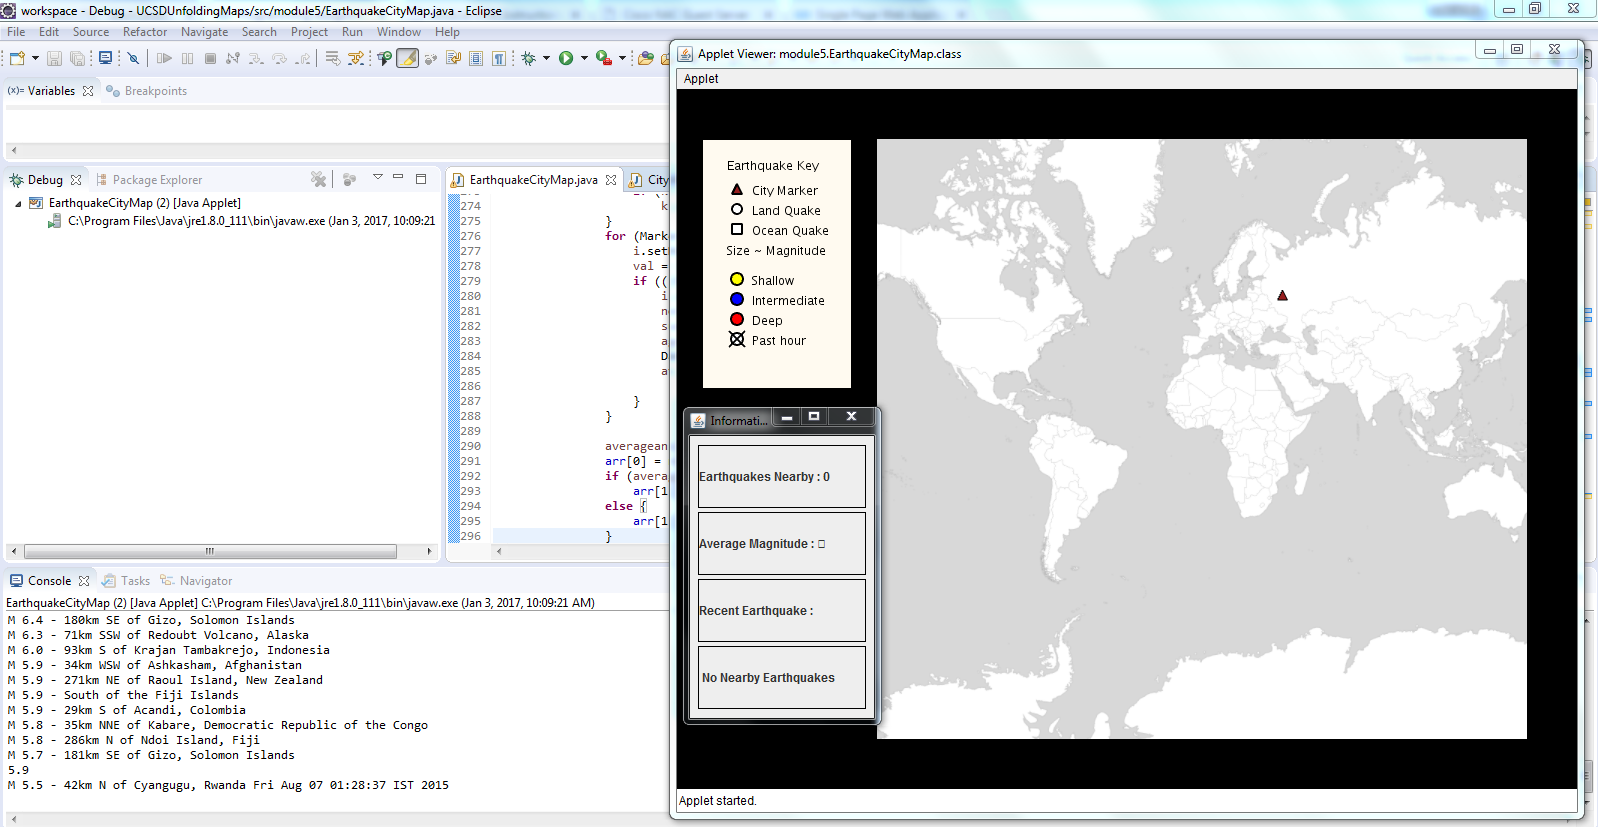 workspace - Debug - UCSDUnfoldingMaps/src/module5/EarthquakeCityMap.java - Eclipse
File Edit Source Refactor Navigate Search Project Run Window Help
(x)= Variables Breakpoints
Debug Package Explorer
EarthquakeCityMap (2) [Java Applet]
C:\Program Files\Java\jre1.8.0_111\bin\javaw.exe (Jan 3, 2017, 10:09:21
EarthquakeCityMap.java City
274 k
275 }
276 for (Mark
277 i.set
278 val =
279 if ((
280 i
281 n
282 s
283 a
284 D
285 a
286
287 }
288 }
289
290 averagean
291 arr[0] =
292 if (avera
293 arr[1
294 else {
295 arr[1
296 }
Console Tasks Navigator
EarthquakeCityMap (2) [Java Applet] C:\Program Files\Java\jre1.8.0_111\bin\javaw.exe (Jan 3, 2017, 10:09:21 AM)
M 6.4 - 180km SE of Gizo, Solomon Islands
M 6.3 - 71km SSW of Redoubt Volcano, Alaska
M 6.0 - 93km S of Krajan Tambakrejo, Indonesia
M 5.9 - 34km WSW of Ashkasham, Afghanistan
M 5.9 - 271km NE of Raoul Island, New Zealand
M 5.9 - South of the Fiji Islands
M 5.9 - 29km S of Acandi, Colombia
M 5.8 - 35km NNE of Kabare, Democratic Republic of the Congo
M 5.8 - 286km N of Ndoi Island, Fiji
M 5.7 - 181km SE of Gizo, Solomon Islands
5.9
M 5.5 - 42km N of Cyangugu, Rwanda Fri Aug 07 01:28:37 IST 2015
Applet Viewer: module5.EarthquakeCityMap.class
Applet
Earthquake Key
City Marker
Land Quake
Ocean Quake
Size ~ Magnitude
Shallow
Intermediate
Deep
Past hour
Informati...
Earthquakes Nearby : 0
Average Magnitude : □
Recent Earthquake :
No Nearby Earthquakes
Applet started.